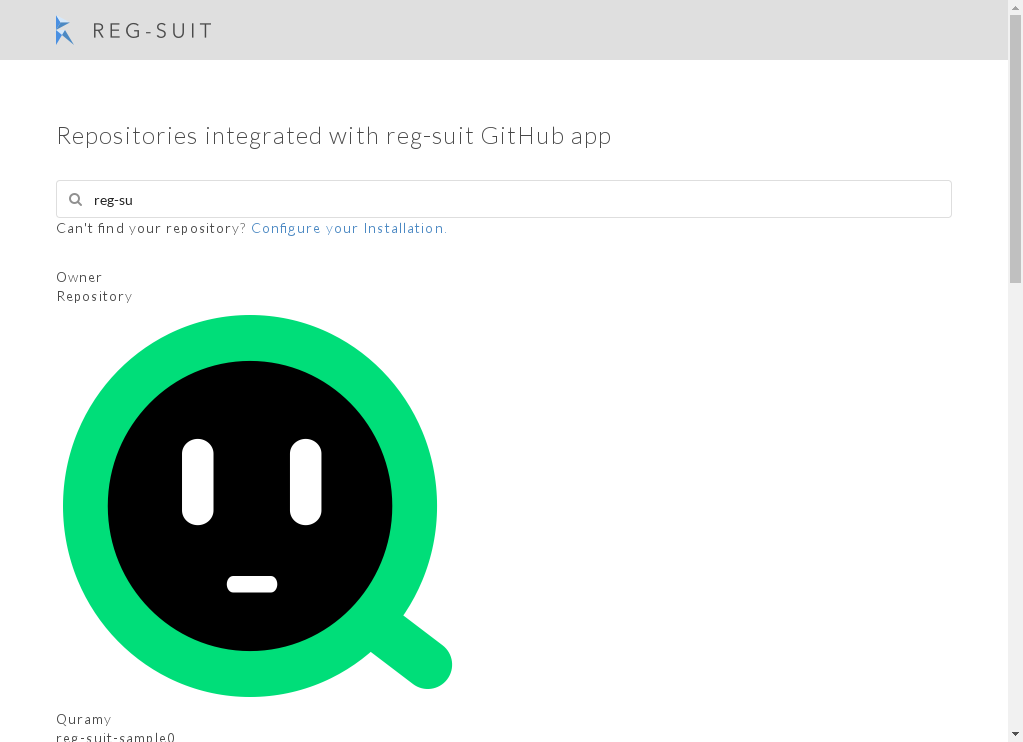 REG-SUIT
Repositories integrated with reg-suit GitHub app
reg-su
Can't find your repository? Configure your Installation.
Owner
Repository
Quramy
reg-suit-sample0